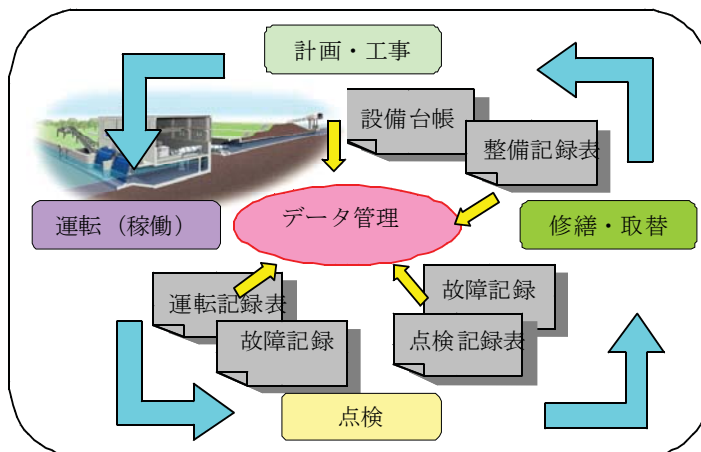 計画・工事
設備台帳
整備記録表
運転（稼働）
データ管理
修繕・取替
運転記録表
故障記録
故障記録
点検記録表
点検